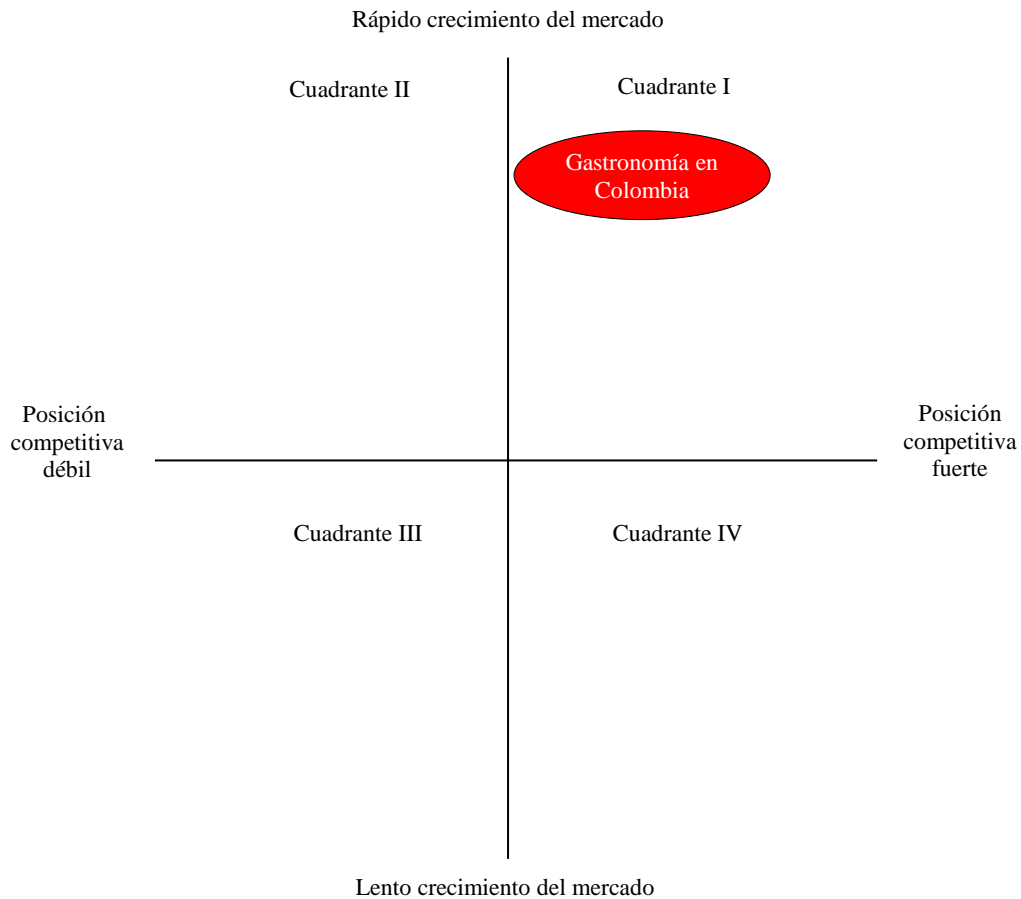 Rápido crecimiento del mercado
Cuadrante II
Cuadrante I
Gastronomía en
Colombia
Posición
competitiva
débil
Posición
competitiva
fuerte
Cuadrante III
Cuadrante IV
Lento crecimiento del mercado